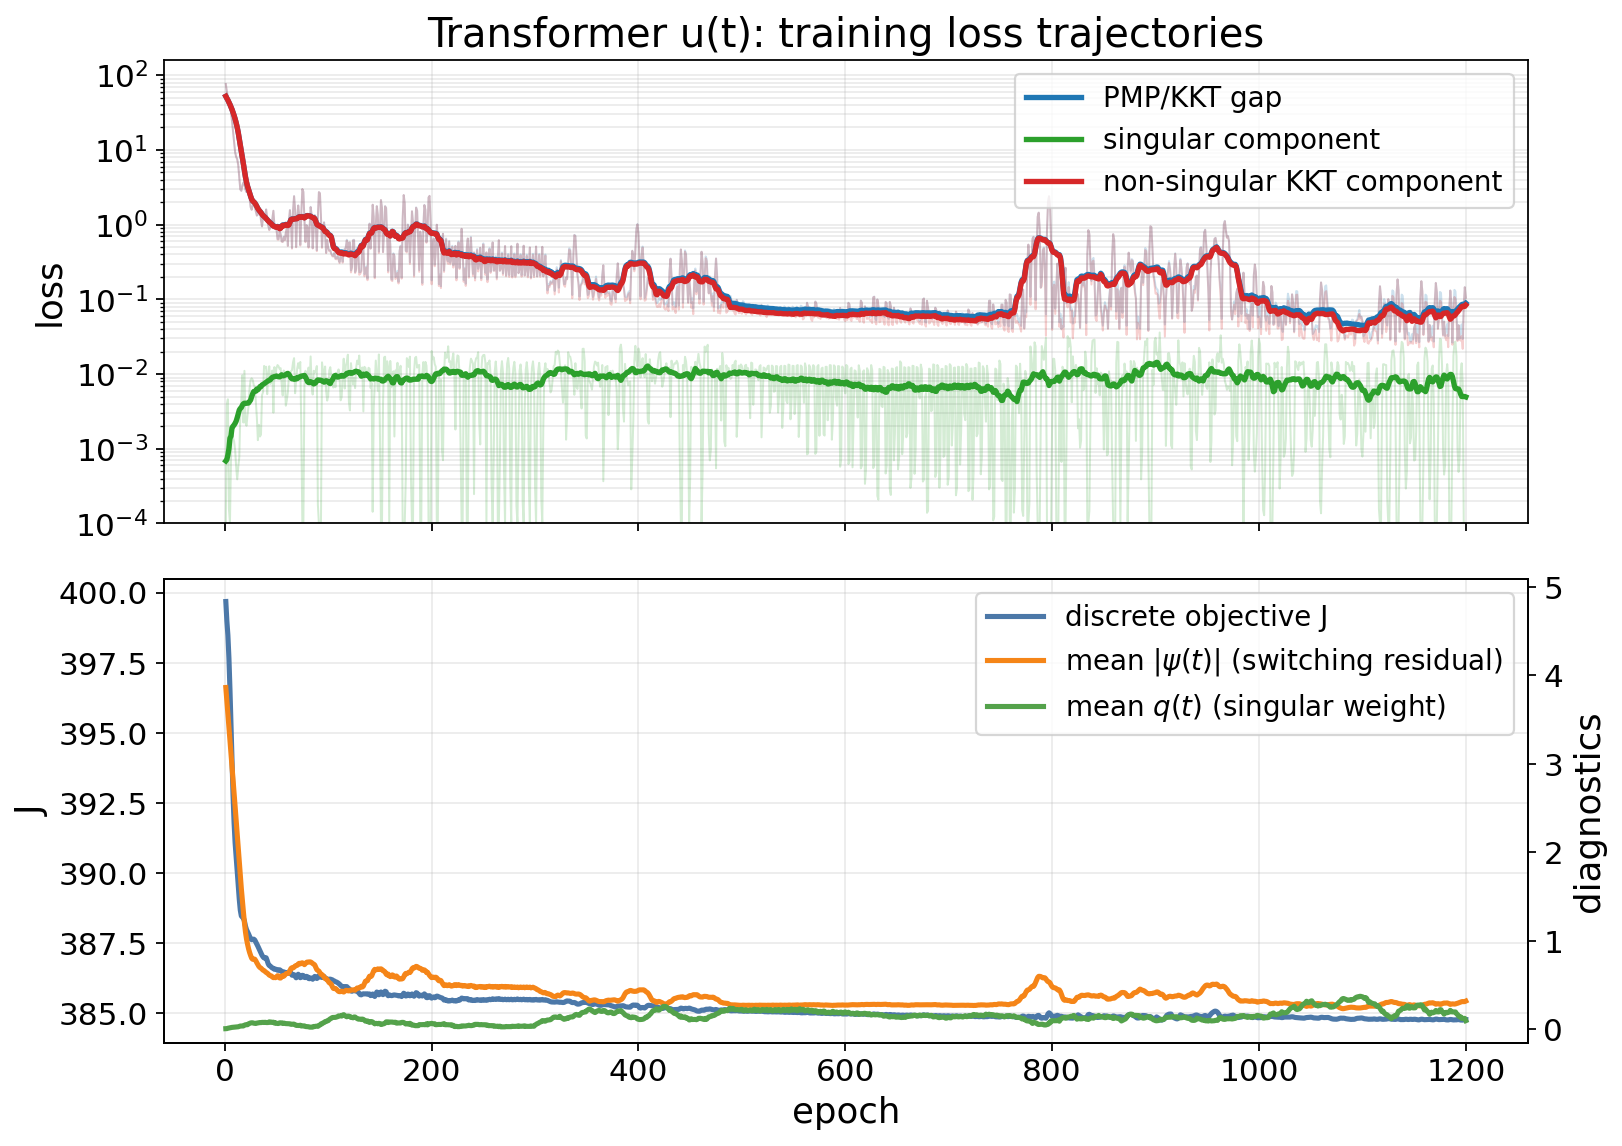 Transformer u(t): training loss trajectories
loss
10²
10¹
10⁰
10⁻¹
10⁻²
10⁻³
10⁻⁴
PMP/KKT gap
singular component
non-singular KKT component
J
400.0
397.5
395.0
392.5
390.0
387.5
385.0
discrete objective J
mean |ψ(t)| (switching residual)
mean q(t) (singular weight)
5
4
3
2
1
0
diagnostics
0 200 400 600 800 1000 1200
epoch